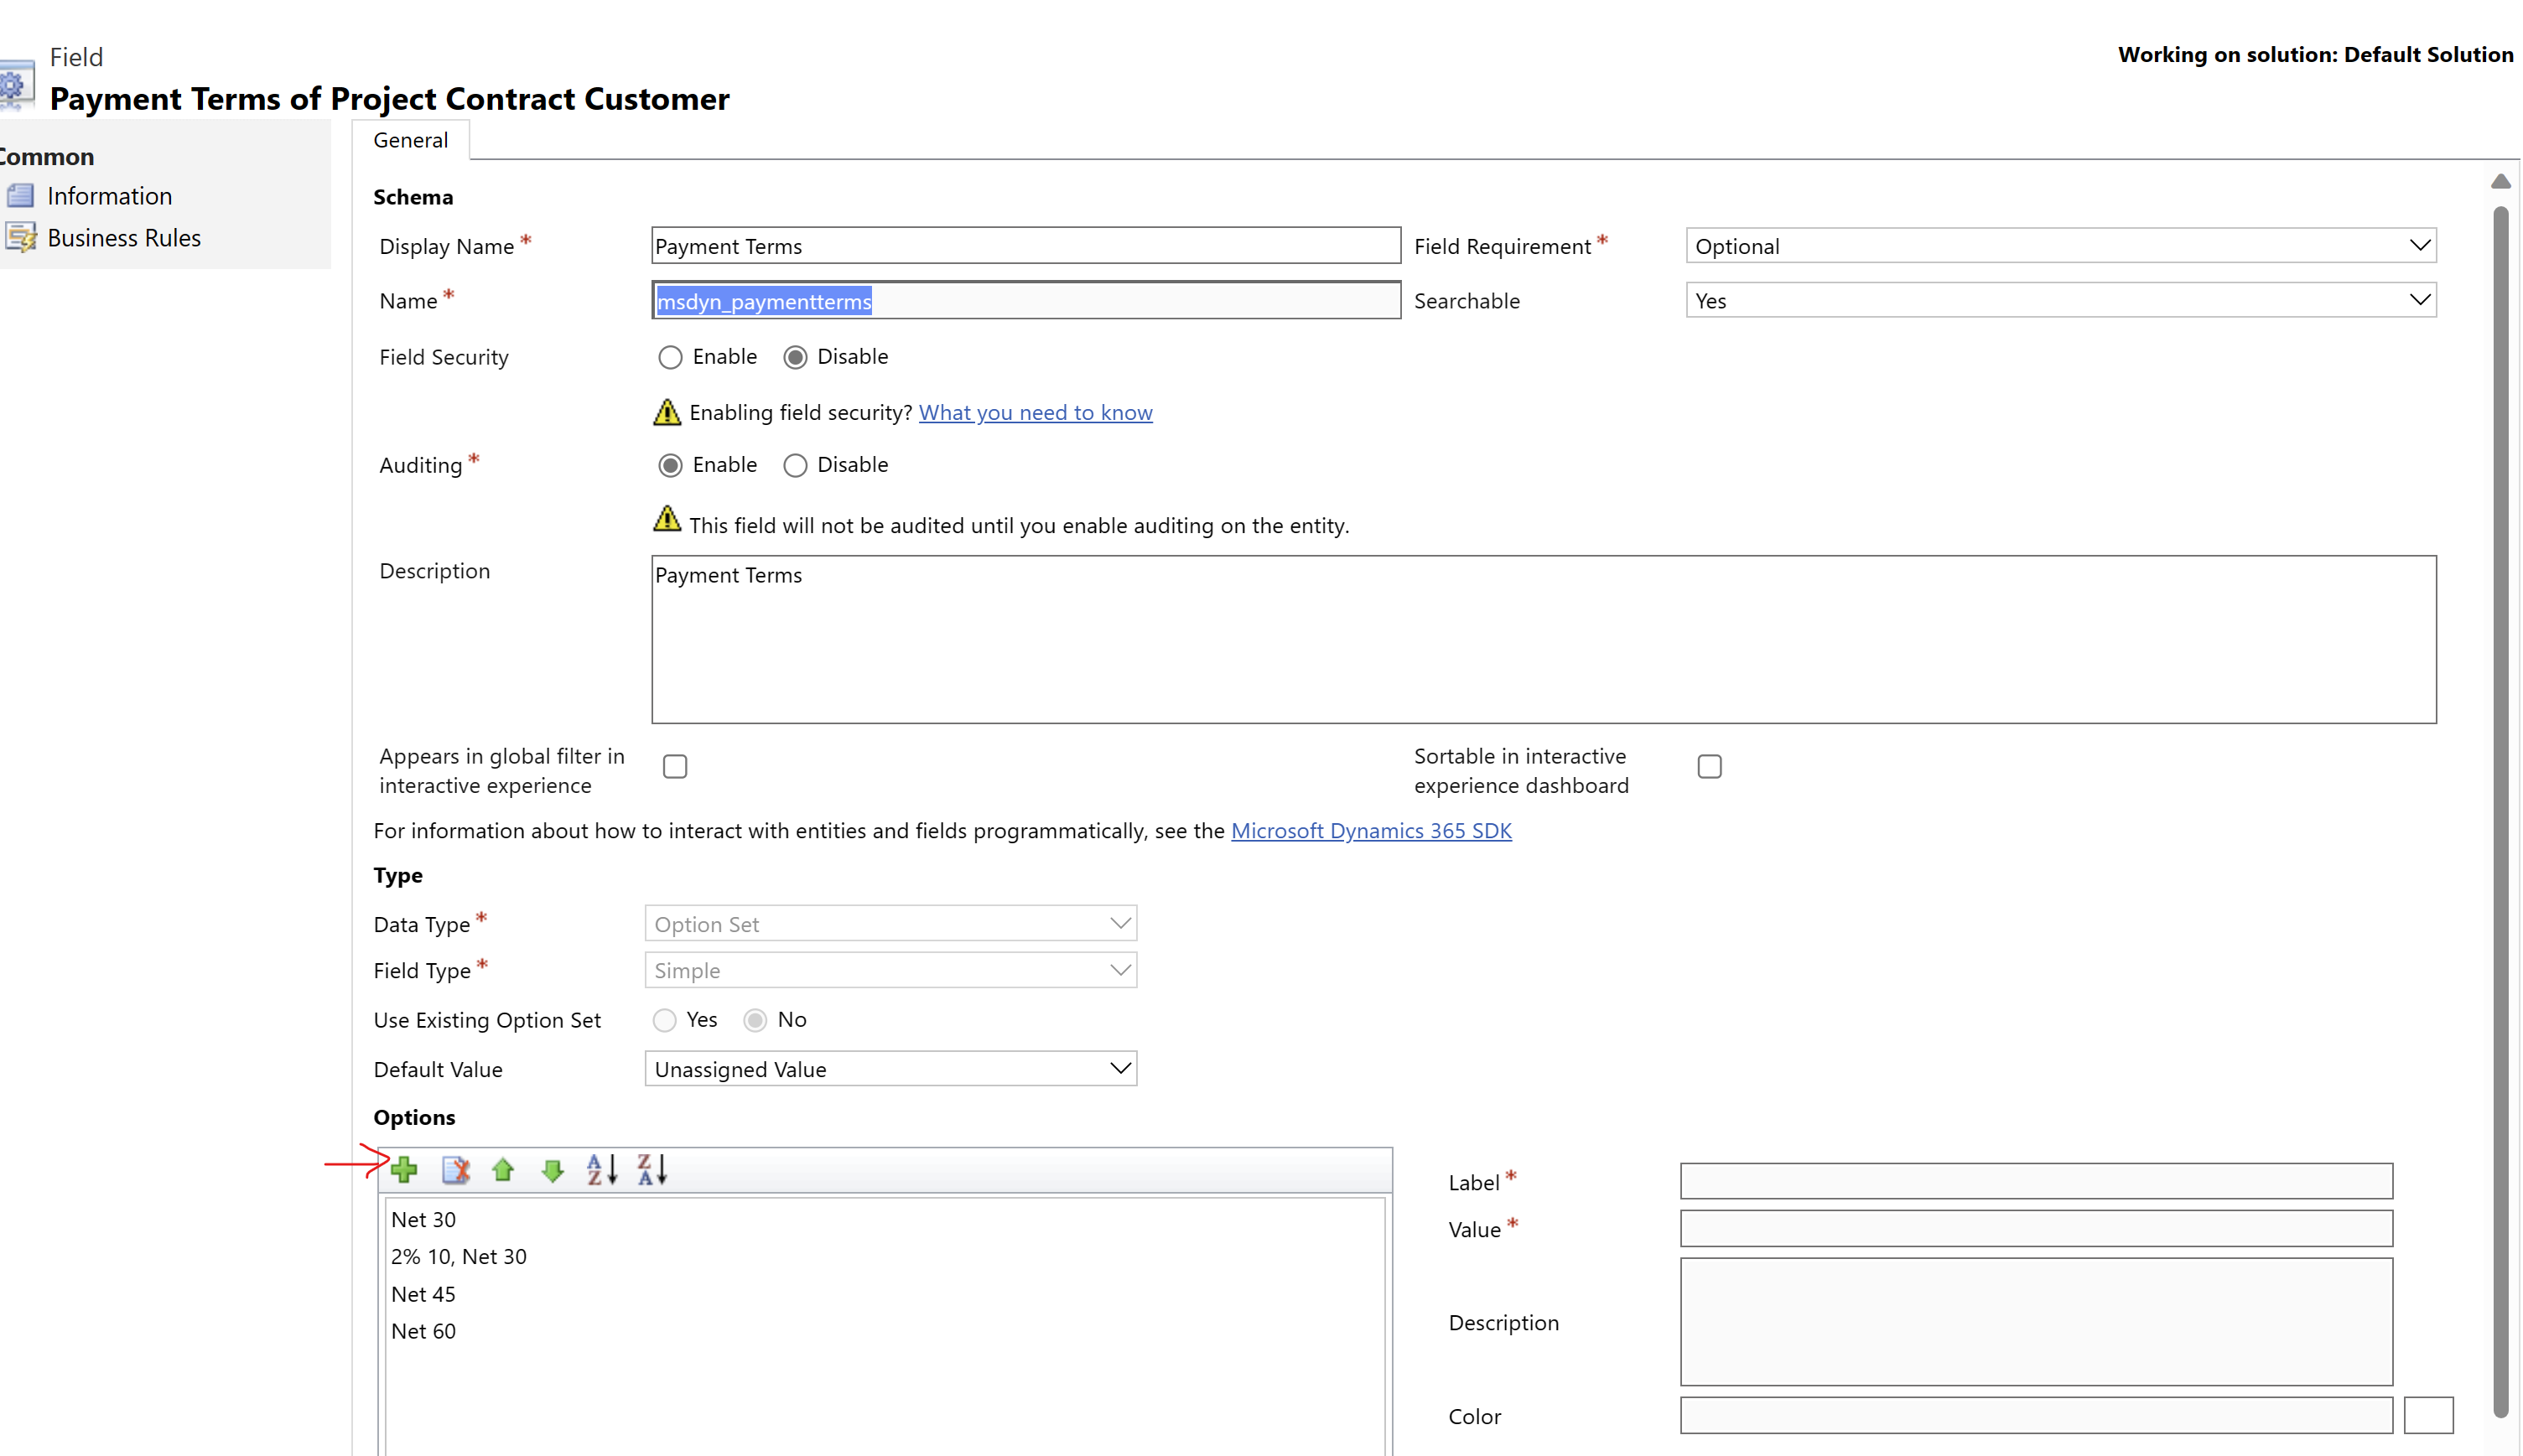 Field
Payment Terms of Project Contract Customer
Working on solution: Default Solution
Common
Information
Business Rules
General
Schema
Display Name *
Payment Terms
Field Requirement *
Optional
Name *
msdyn_paymentterms
Searchable
Yes
Field Security
Enable
Disable
Enabling field security? What you need to know
Auditing *
Enable
Disable
This field will not be audited until you enable auditing on the entity.
Description
Payment Terms
Appears in global filter in
interactive experience
Sortable in interactive
experience dashboard
For information about how to interact with entities and fields programmatically, see the Microsoft Dynamics 365 SDK
Type
Data Type *
Option Set
Field Type *
Simple
Use Existing Option Set
Yes
No
Default Value
Unassigned Value
Options
A
Z
Z
A
Net 30
2% 10, Net 30
Net 45
Net 60
Label *
Value *
Description
Color